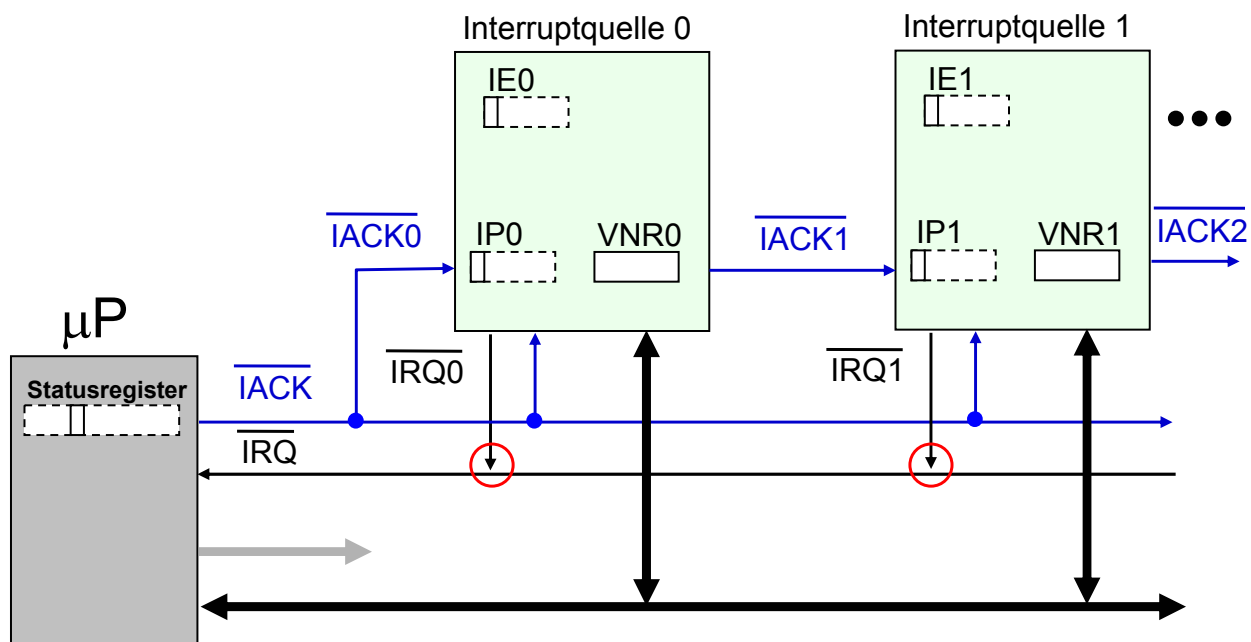 Interruptquelle 0
Interruptquelle 1
IE0
IE1
IACK0
IP0
VNR0
IACK1
IP1
VNR1
IACK2
μP
Statusregister
IACK
IRQ0
IRQ1
IRQ